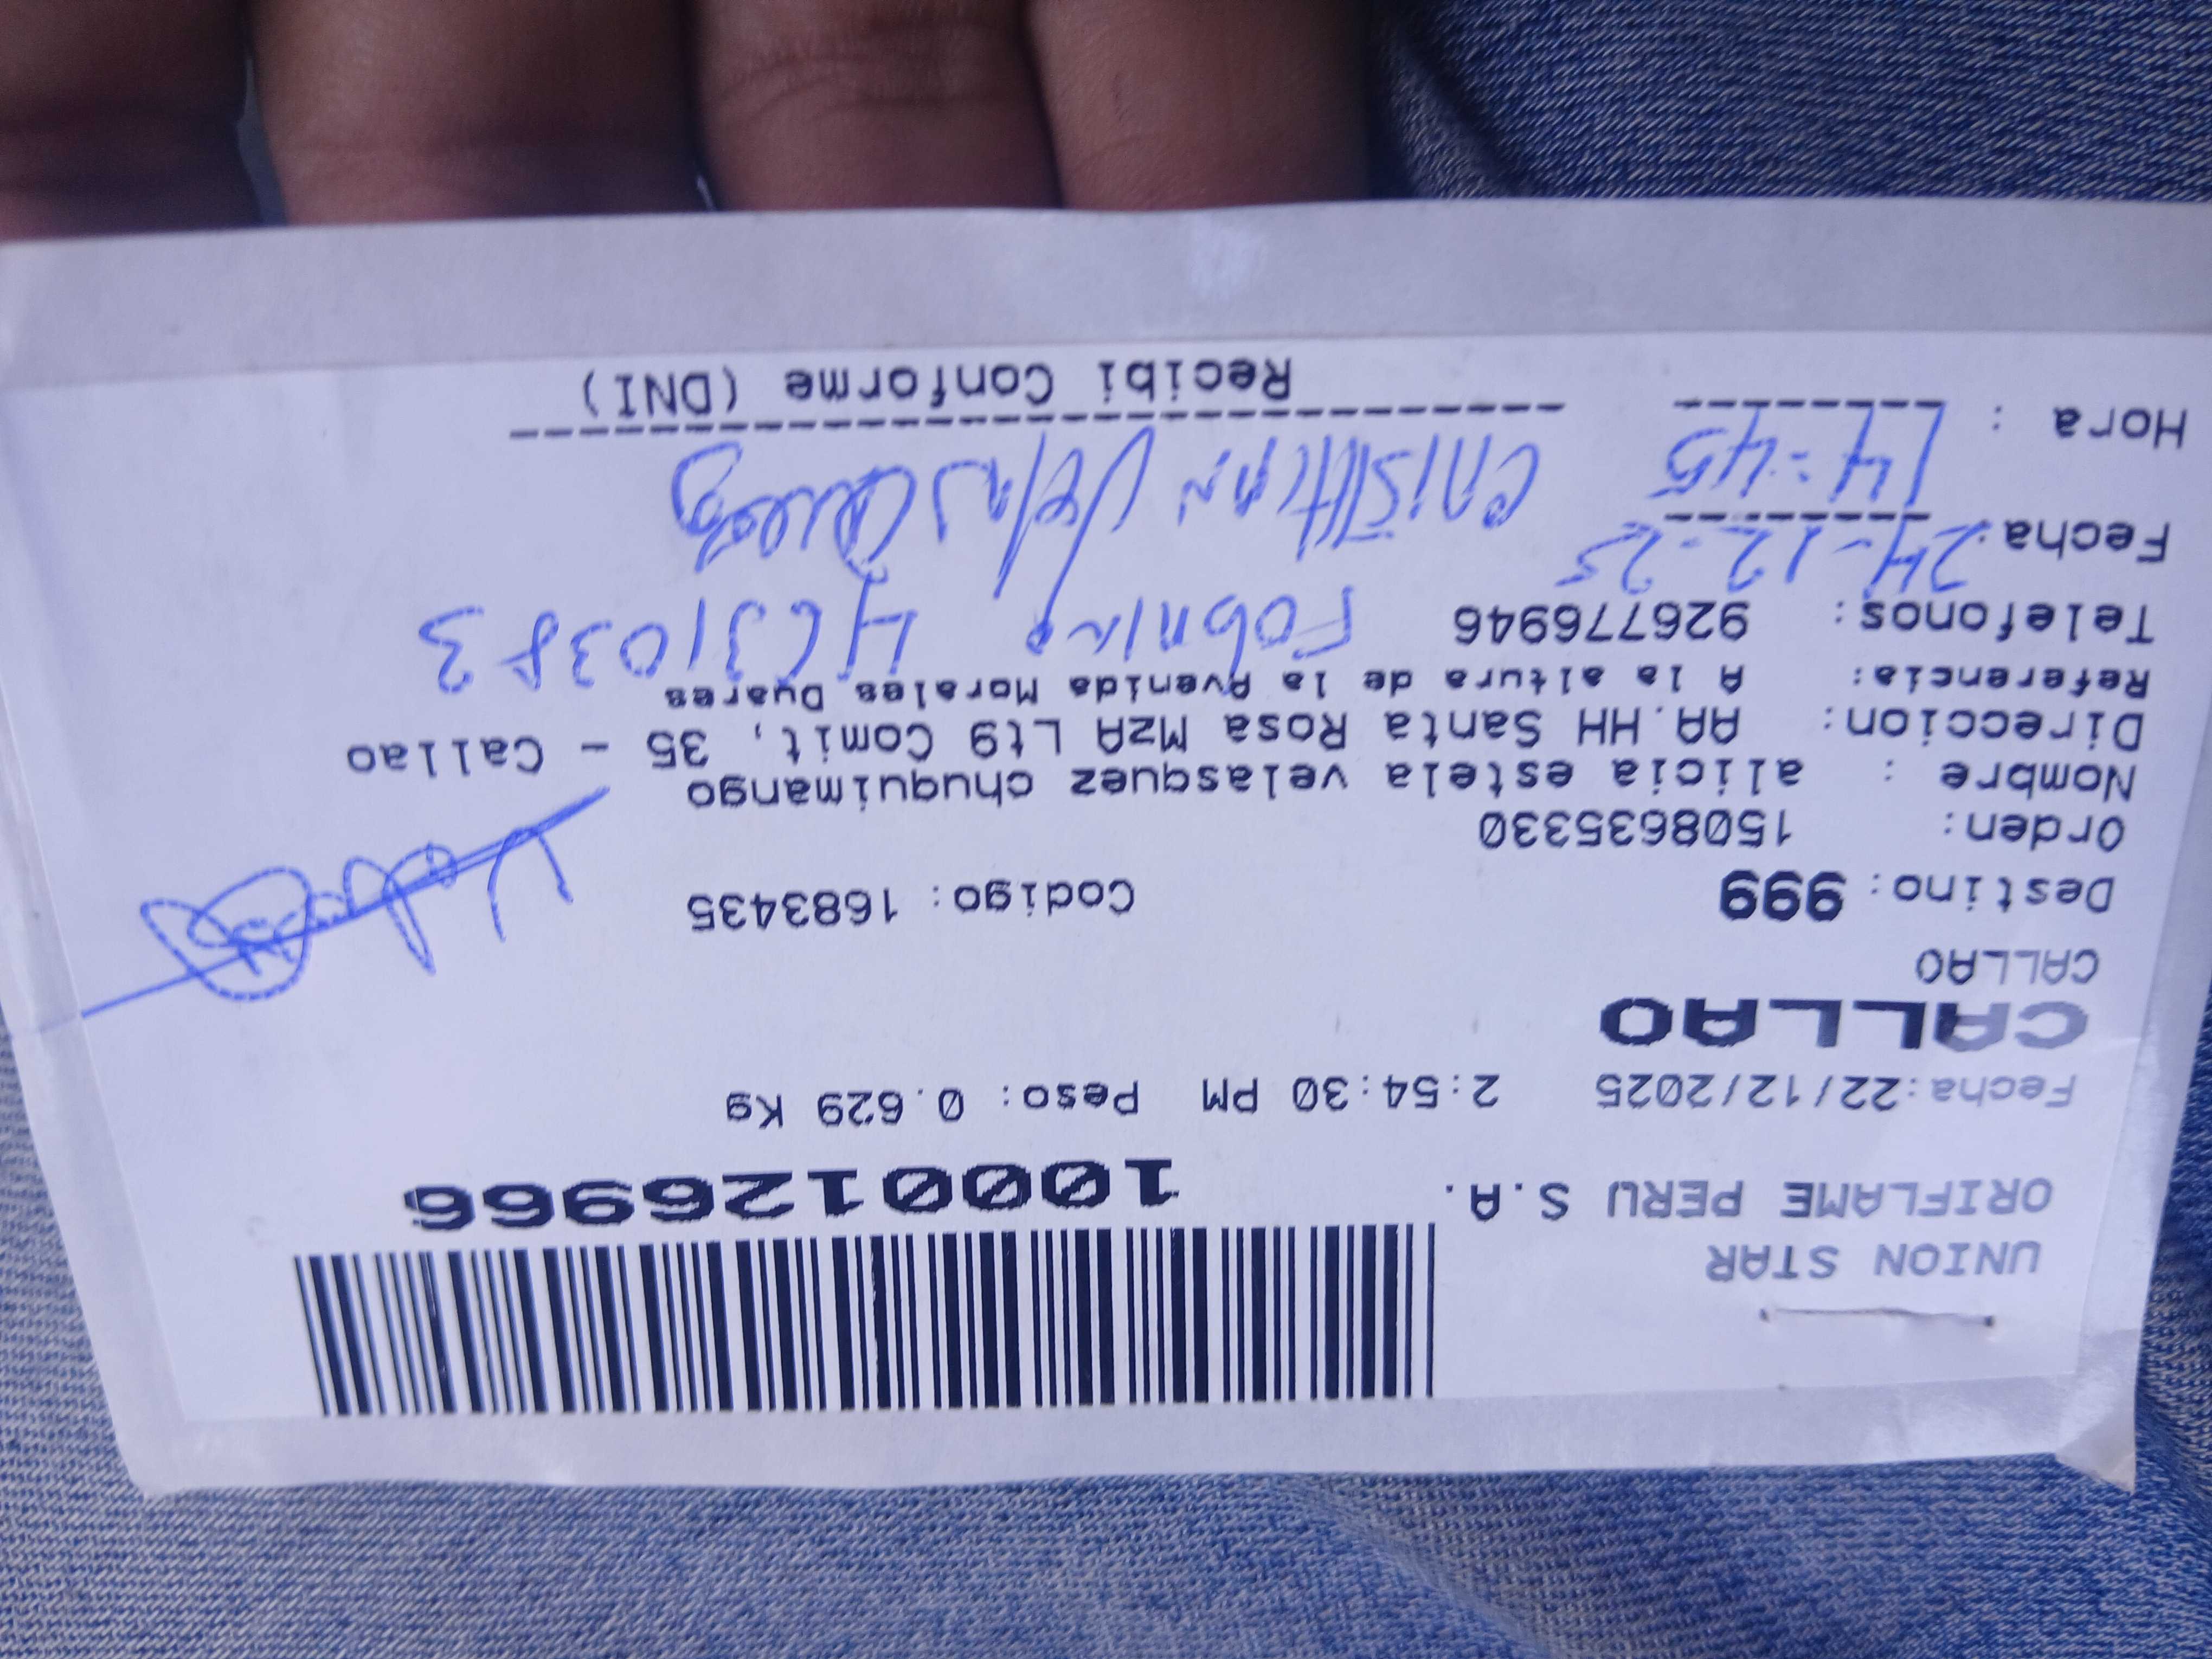 UNION STAR
ORIFLAME PERU S.A. 1000126966
Fecha:22/12/2025 2:54:30 PM Peso: 0.629 Kg
CALLAO
CALLAO
Destino: 999 Codigo: 1683435
Orden: 1508635330
Nombre : alicia estela velasquez chuquimango
Direccion: AA.HH Santa Rosa MzA Lt9 Comit, 35 - Callao
Referencia: A la altura de la Avenida Morales Duares
Telefonos: 926776946
Fecha: 24-12-25
Hora : 14:45
Recibi Conforme (DNI)